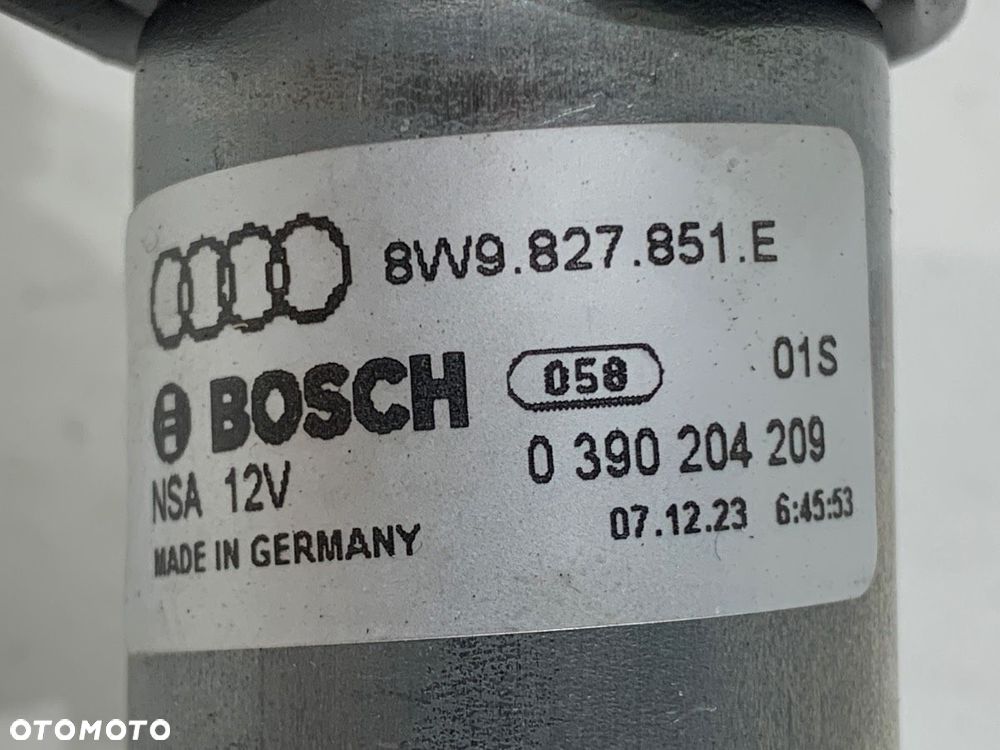 8W9.827.851.E
BOSCH 058 01S
NSA 12V 0 390 204 209
MADE IN GERMANY 07.12.23 6:45:53
OTOMOTO